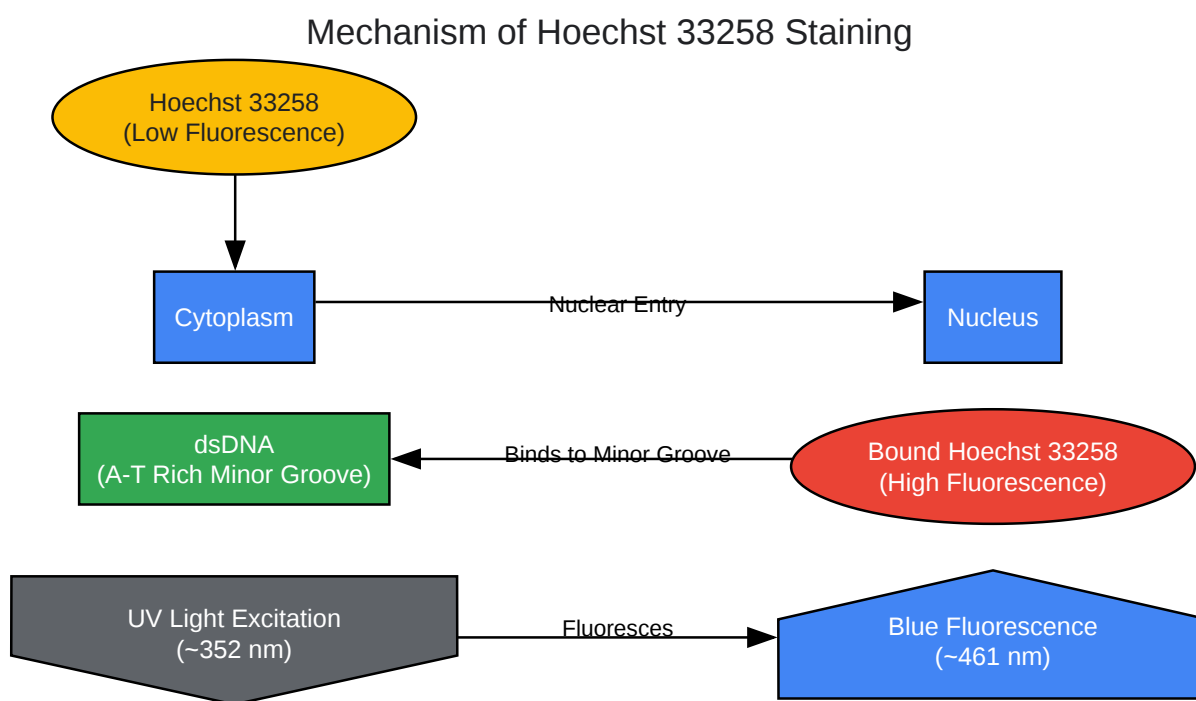 Mechanism of Hoechst 33258 Staining
Hoechst 33258
(Low Fluorescence)
Cytoplasm
Nuclear Entry
Nucleus
dsDNA
(A-T Rich Minor Groove)
Binds to Minor Groove
Bound Hoechst 33258
(High Fluorescence)
UV Light Excitation
(~352 nm)
Fluoresces
Blue Fluorescence
(~461 nm)